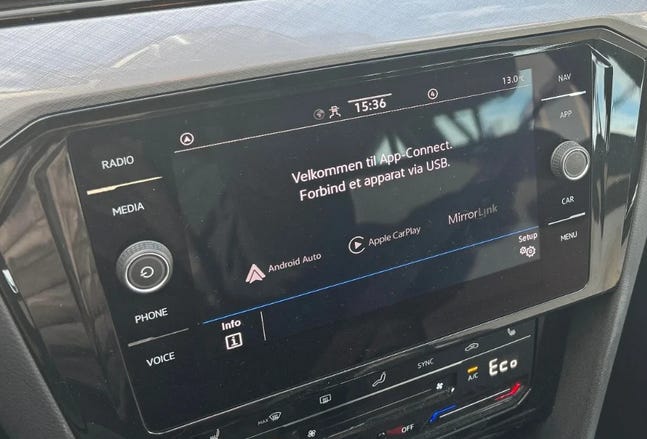 NAV
13.0°C
15:36
APP
RADIO
Velkommen til App-Connect.
Forbind et apparat via USB.
MEDIA
MirrorLink
CAR
Apple CarPlay
Android Auto
Setup
MENU
PHONE
Info
i
VOICE
SYNC
A/C
Eco
MAX
OFF